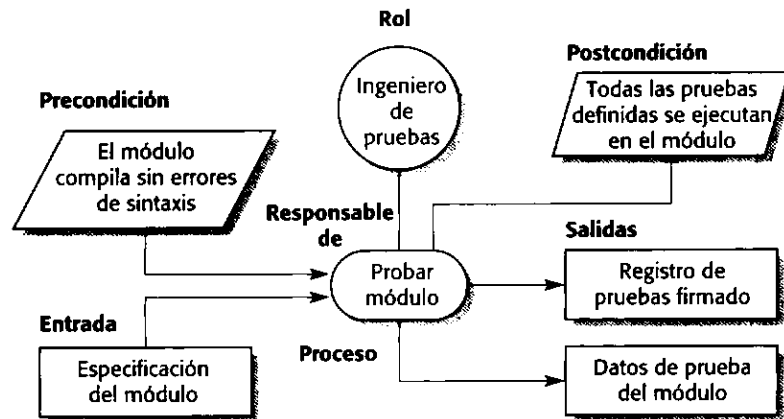 Rol
Ingeniero
de
pruebas
Postcondición
Todas las pruebas
definidas se ejecutan
en el módulo
Precondición
El módulo
compila sin errores
de sintaxis
Responsable
de
Probar
módulo
Salidas
Registro de
pruebas firmado
Entrada
Especificación
del módulo
Proceso
Datos de prueba
del módulo